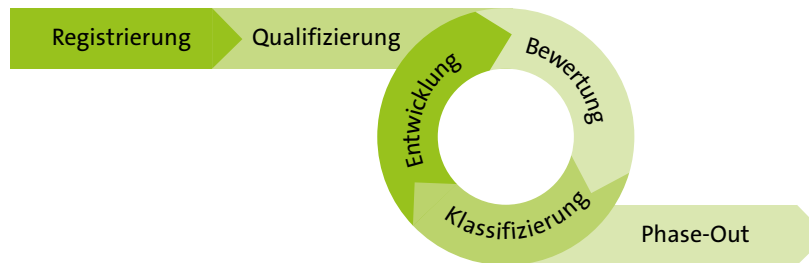 Registrierung
Qualifizierung
Bewertung
Klassifizierung
Entwicklung
Phase-Out